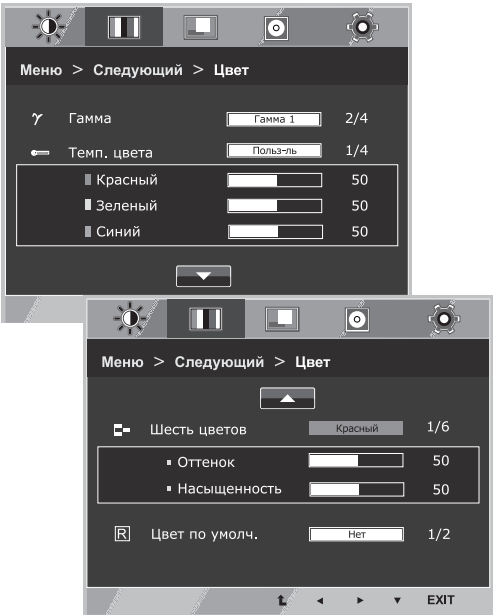 Меню > Следующий > Цвет
Гамма Гамма 1 2/4
Темп. цвета Польз-ль 1/4
Красный 50
Зеленый 50
Синий 50
Меню > Следующий > Цвет
Шесть цветов Красный 1/6
Оттенок 50
Насыщенность 50
R Цвет по умолч. Нет 1/2
EXIT